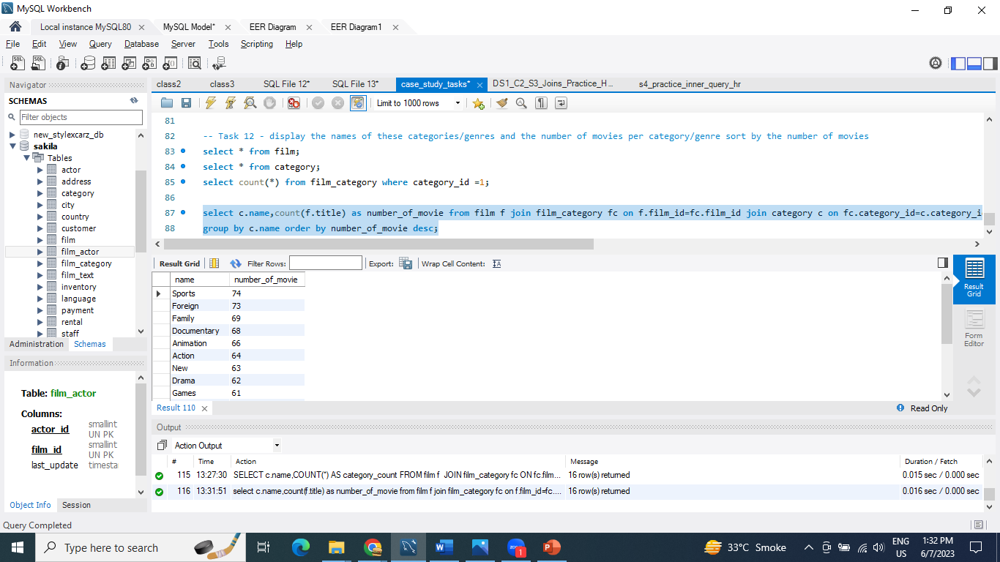 MySQL Workbench
Local instance MySQL80 MySQL Model* EER Diagram EER Diagram1
File Edit View Query Database Server Tools Scripting Help
Navigator
SCHEMAS
Filter objects
new_stylexcarz_db
sakila
Tables
actor
address
category
city
country
customer
film
film_actor
film_category
film_text
inventory
language
payment
rental
staff
Administration Schemas
Information
Table: film_actor
Columns:
actor_id smallint
UN PK
film_id smallint
UN PK
last_update timesta
Object Info Session
class2 class3 SQL File 12* SQL File 13* case_study_tasks* DS1_C2_S3_Joins_Practice_H... s4_practice_inner_query_hr
Limit to 1000 rows
81
82 -- Task 12 - display the names of these categories/genres and the number of movies per category/genre sort by the number of movies
83 select * from film;
84 select * from category;
85 select count(*) from film_category where category_id =1;
86
87 select c.name,count(f.title) as number_of_movie from film f join film_category fc on f.film_id=fc.film_id join category c on fc.category_id=c.category_i
88 group by c.name order by number_of_movie desc;
Result Grid Filter Rows: Export: Wrap Cell Content:
name number_of_movie
Sports 74
Foreign 73
Family 69
Documentary 68
Animation 66
Action 64
New 63
Drama 62
Games 61
Result Grid
Form Editor
Result 110 Read Only
Output
Action Output
# Time Action Message Duration / Fetch
115 13:27:30 SELECT c.name,COUNT(*) AS category_count FROM film f JOIN film_category fc ON fc.film... 16 row(s) returned 0.015 sec / 0.000 sec
116 13:31:51 select c.name,count(f.title) as number_of_movie from film f join film_category fc on f.film_id=fc.... 16 row(s) returned 0.016 sec / 0.000 sec
Query Completed
Type here to search
1
33°C Smoke
ENG
US
1:32 PM
6/7/2023